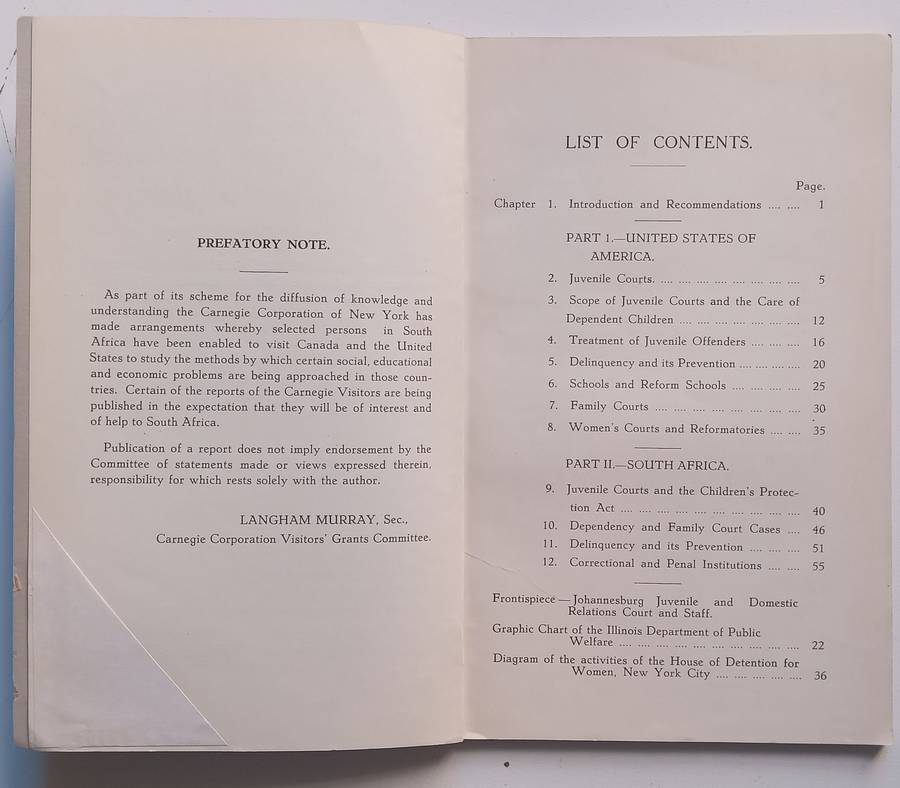 PREFATORY NOTE.
As part of its scheme for the diffusion of knowledge and
understanding the Carnegie Corporation of New York has
made arrangements whereby selected persons in South
Africa have been enabled to visit Canada and the United
States to study the methods by which certain social, educational
and economic problems are being approached in those coun-
tries. Certain of the reports of the Carnegie Visitors are being
published in the expectation that they will be of interest and
of help to South Africa.
Publication of a report does not imply endorsement by the
Committee of statements made or views expressed therein,
responsibility for which rests solely with the author.
LANGHAM MURRAY, Sec.,
Carnegie Corporation Visitors' Grants Committee.
LIST OF CONTENTS.
Page.
Chapter 1. Introduction and Recommendations .... .... 1
PART 1.—UNITED STATES OF
AMERICA.
2. Juvenile Courts. .... .... .... .... .... .... .... .... 5
3. Scope of Juvenile Courts and the Care of
Dependent Children .... .... .... .... .... .... .... 12
4. Treatment of Juvenile Offenders .... .... .... 16
5. Delinquency and its Prevention .... .... .... .... 20
6. Schools and Reform Schools .... .... .... .... 25
7. Family Courts .... .... .... .... .... .... .... .... 30
8. Women's Courts and Reformatories .... .... 35
PART II.—SOUTH AFRICA.
9. Juvenile Courts and the Children's Protec-
tion Act .... .... .... .... .... .... .... .... .... .... 40
10. Dependency and Family Court Cases .... 46
11. Delinquency and its Prevention .... .... .... 51
12. Correctional and Penal Institutions .... .... 55
Frontispiece — Johannesburg Juvenile and Domestic
Relations Court and Staff.
Graphic Chart of the Illinois Department of Public
Welfare .... .... .... .... .... .... .... .... .... .... 22
Diagram of the activities of the House of Detention for
Women, New York City .... .... .... .... .... 36